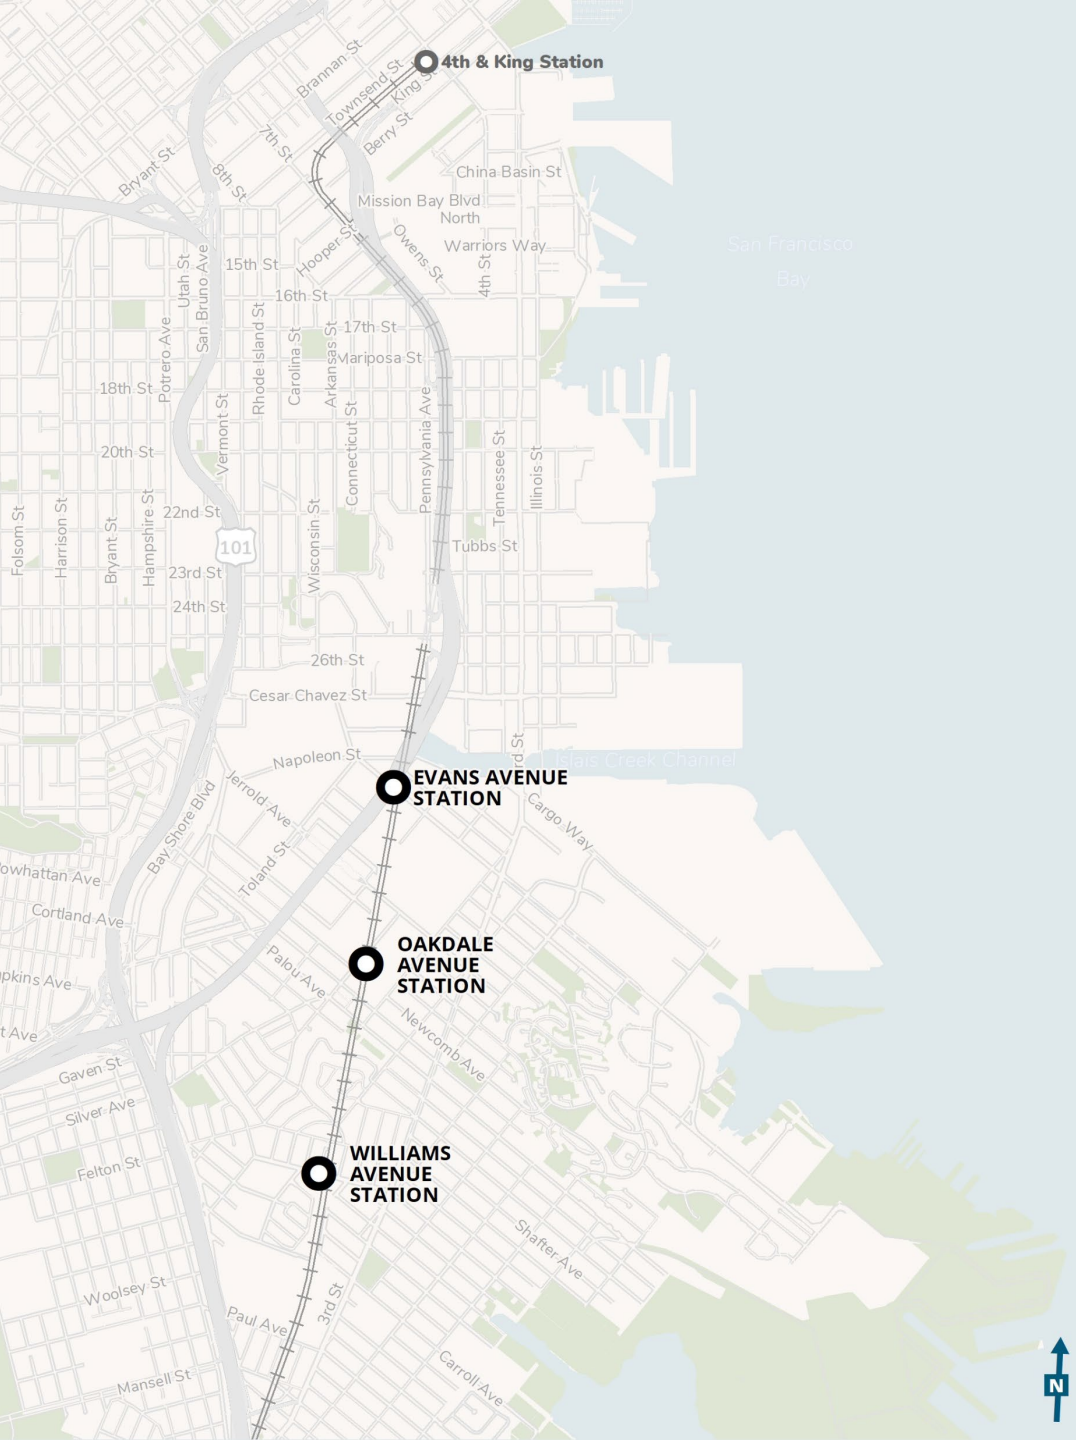 4th & King Station
Brannan St
Townsend St
King St
Berry St
7th St
Bryant St
8th St
China Basin St
Mission Bay Blvd
North
Hooper St
Owens St
Warriors Way
San Francisco
Bay
15th St
Utah St
San Bruno Ave
4th St
16th St
Potrero Ave
Rhode Island St
Carolina St
Arkansas St
17th St
Mariposa St
18th St
Vermont St
Connecticut St
Pennsylvania Ave
20th St
Tennessee St
Illinois St
Folsom St
Harrison St
Bryant St
Hampshire St
22nd St
Wisconsin St
101
Tubbs St
23rd St
24th St
26th St
Cesar Chavez St
Napoleon St
rd St
Islais Creek Channel
EVANS AVENUE
STATION
Jerrold Ave
Bay Shore Blvd
Cargo Way
Toland St
owhattan Ave
Cortland Ave
OAKDALE
AVENUE
STATION
Palou Ave
pkins Ave
Newcomb Ave
t Ave
Gaven St
Silver Ave
WILLIAMS
AVENUE
STATION
Felton St
Shafter Ave
Woolsey St
3rd St
Paul Ave
Carroll Ave
Mansell St
N